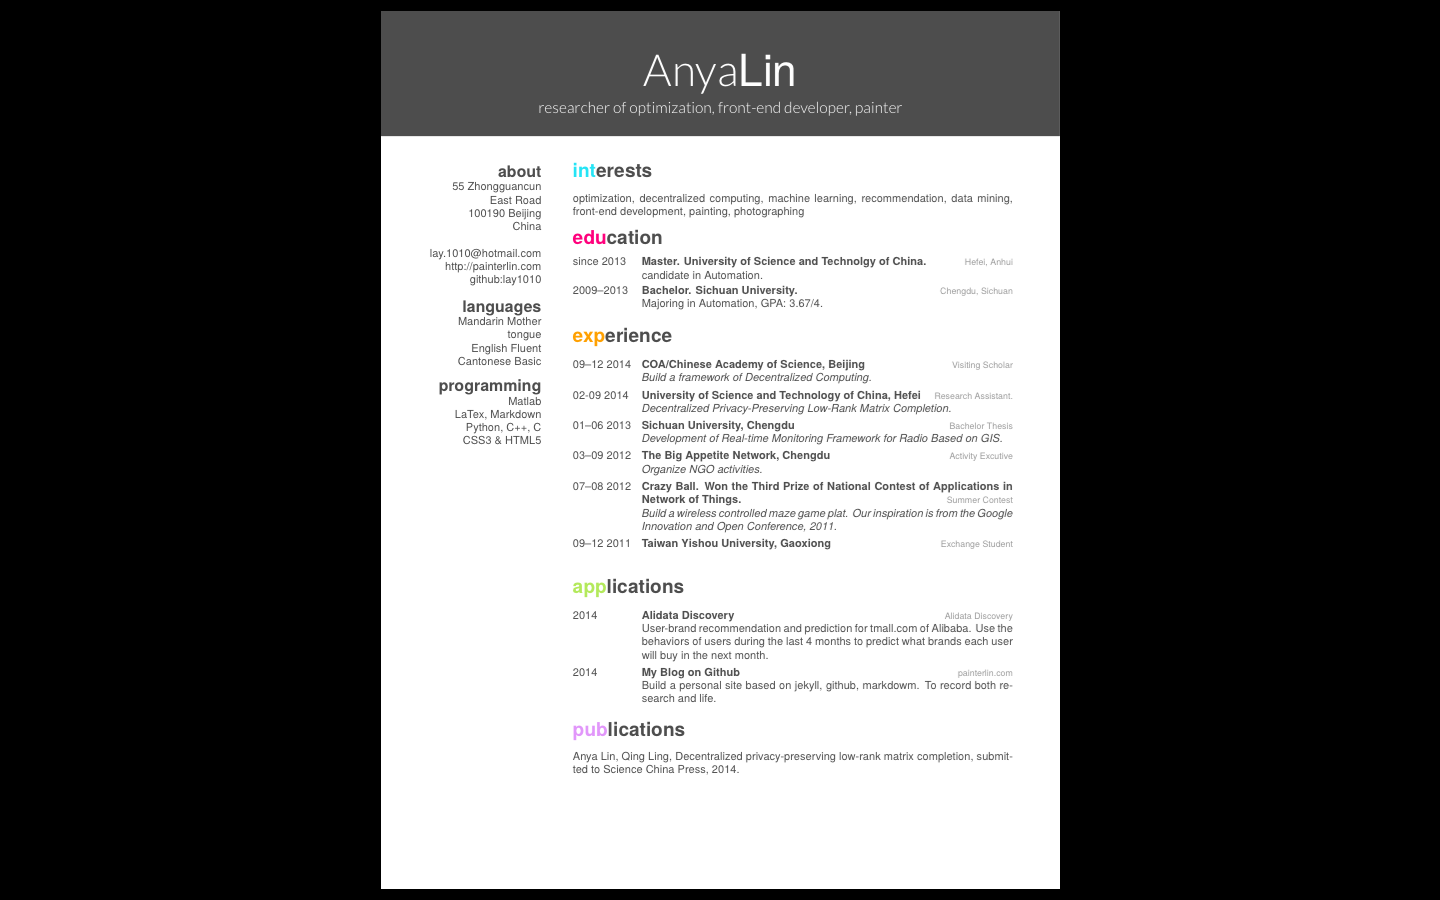 AnyaLin
researcher of optimization, front-end developer, painter
about
55 Zhongguancun
East Road
100190 Beijing
China
lay.1010@hotmail.com
http://painterlin.com
github:lay1010
languages
Mandarin Mother
tongue
English Fluent
Cantonese Basic
programming
Matlab
LaTex, Markdown
Python, C++, C
CSS3 & HTML5
interests
optimization, decentralized computing, machine learning, recommendation, data mining,
front-end development, painting, photographing
education
since 2013 Master. University of Science and Technolgy of China. Hefei, Anhui
candidate in Automation.
2009–2013 Bachelor. Sichuan University. Chengdu, Sichuan
Majoring in Automation, GPA: 3.67/4.
experience
09–12 2014 COA/Chinese Academy of Science, Beijing Visiting Scholar
Build a framework of Decentralized Computing.
02-09 2014 University of Science and Technology of China, Hefei Research Assistant.
Decentralized Privacy-Preserving Low-Rank Matrix Completion.
01–06 2013 Sichuan University, Chengdu Bachelor Thesis
Development of Real-time Monitoring Framework for Radio Based on GIS.
03–09 2012 The Big Appetite Network, Chengdu Activity Excutive
Organize NGO activities.
07–08 2012 Crazy Ball. Won the Third Prize of National Contest of Applications in
Network of Things. Summer Contest
Build a wireless controlled maze game plat. Our inspiration is from the Google
Innovation and Open Conference, 2011.
09–12 2011 Taiwan Yishou University, Gaoxiong Exchange Student
applications
2014 Alidata Discovery Alidata Discovery
User-brand recommendation and prediction for tmall.com of Alibaba. Use the
behaviors of users during the last 4 months to predict what brands each user
will buy in the next month.
2014 My Blog on Github painterlin.com
Build a personal site based on jekyll, github, markdowm. To record both re-
search and life.
publications
Anya Lin, Qing Ling, Decentralized privacy-preserving low-rank matrix completion, submit-
ted to Science China Press, 2014.